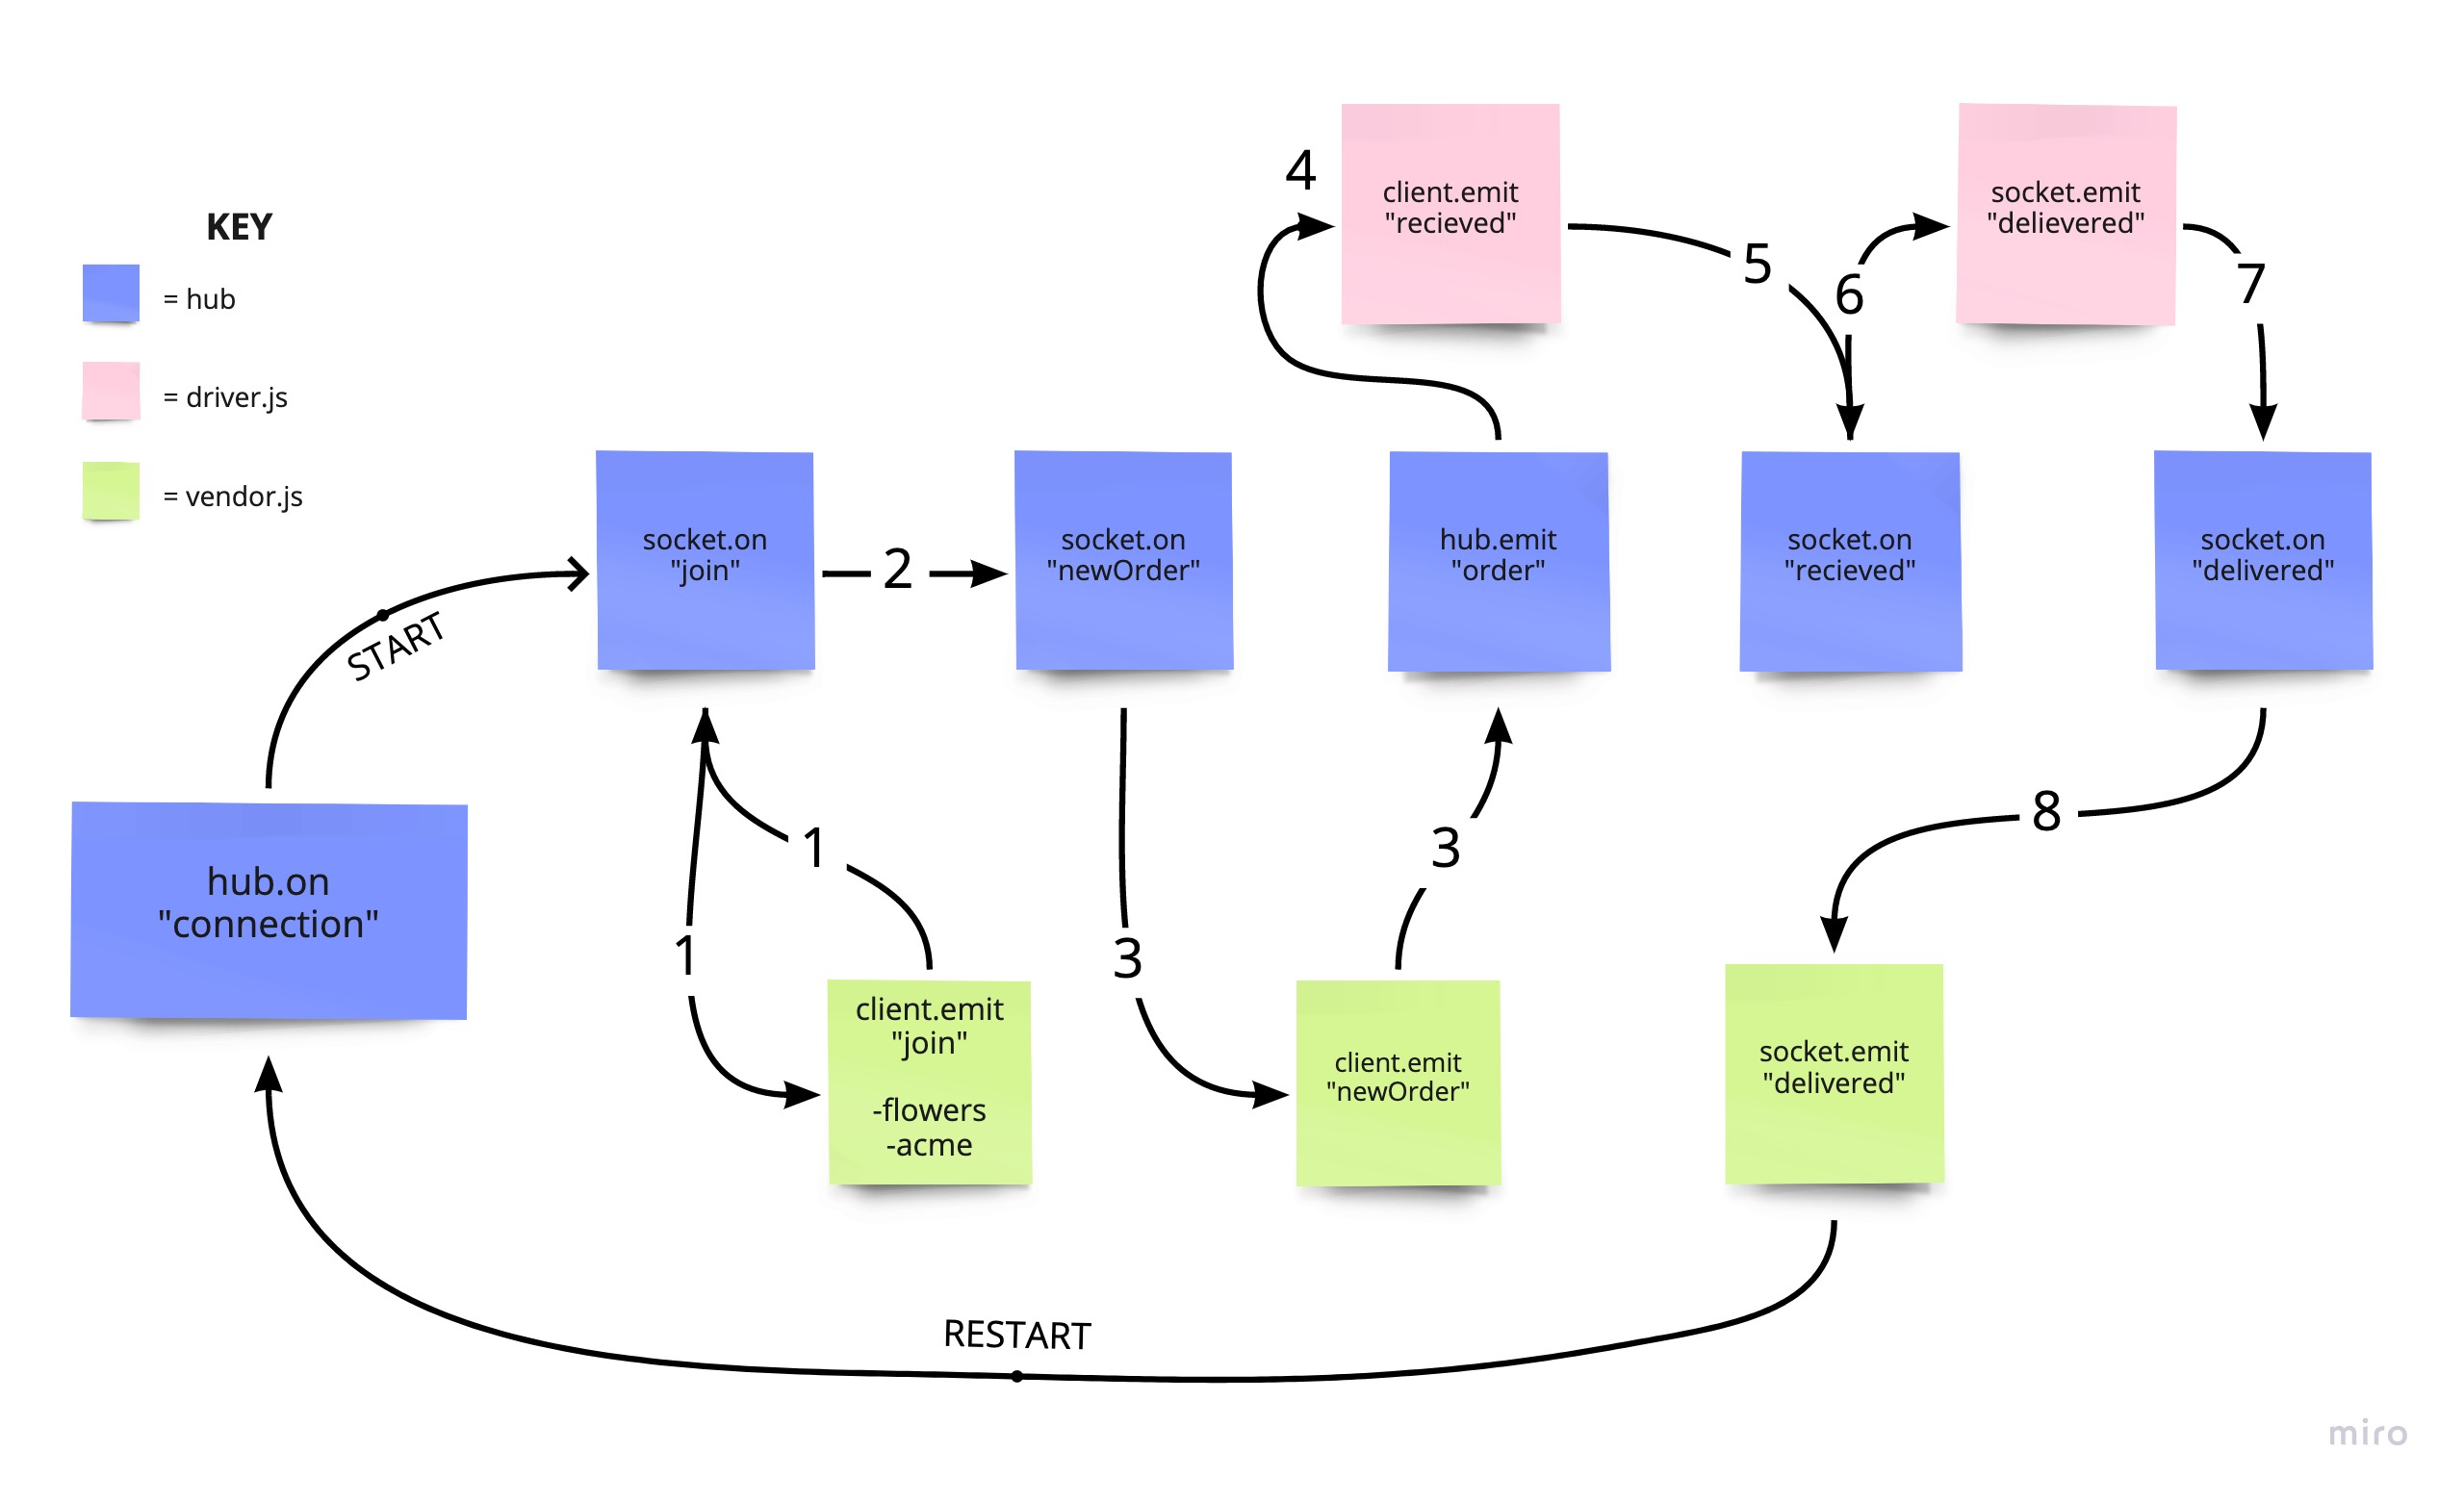 KEY
= hub
= driver.js
= vendor.js
START
hub.on
"connection"
socket.on
"join"
1
1
client.emit
"join"
-flowers
-acme
2
socket.on
"newOrder"
3
client.emit
"newOrder"
3
hub.emit
"order"
4
client.emit
"recieved"
5
socket.on
"recieved"
6
socket.emit
"delievered"
7
socket.on
"delivered"
8
socket.emit
"delivered"
RESTART
miro